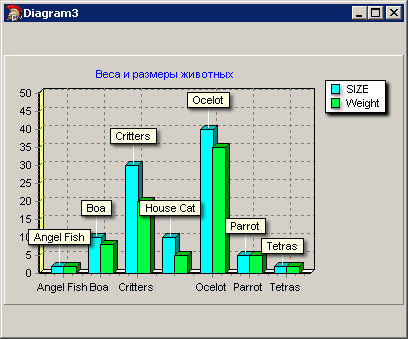 Diagram3
Веса и размеры животных
SIZE
Weight
50
45
40
35
30
25
20
15
10
5
0
Ocelot
Critters
Boa
House Cat
Parrot
Angel Fish
Tetras
Angel Fish Boa Critters Ocelot Parrot Tetras